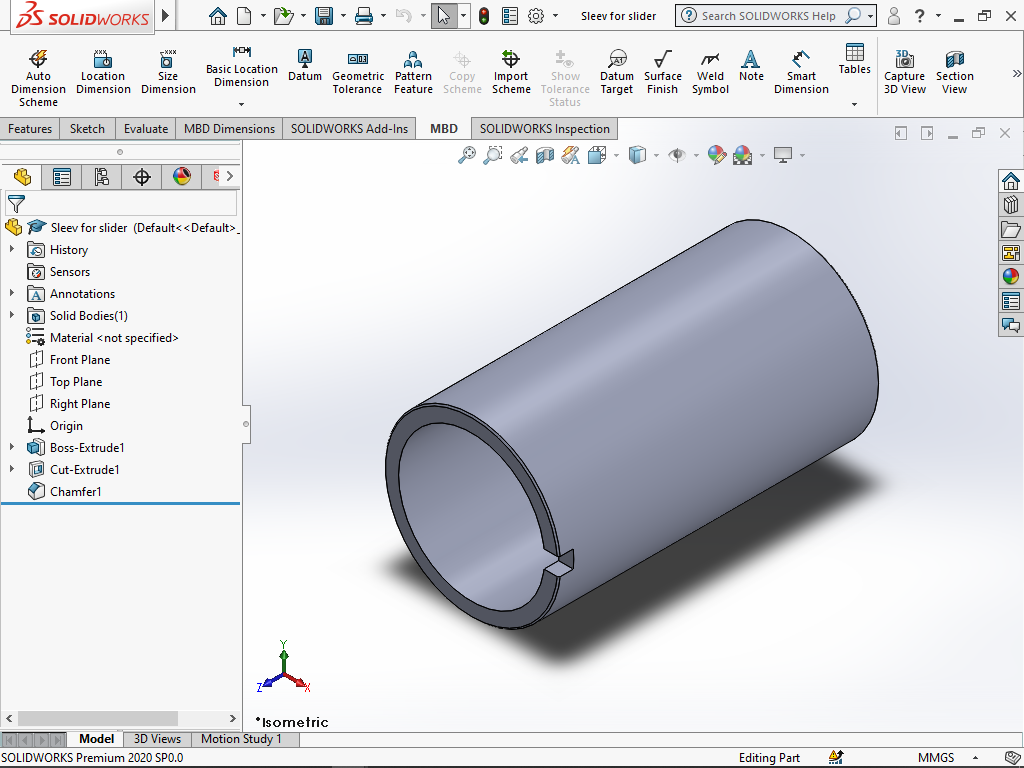 SOLIDWORKS
Sleev for slider
Search SOLIDWORKS Help
Auto Dimension Scheme
Location Dimension
Size Dimension
Basic Location Dimension
Datum
Geometric Tolerance
Pattern Feature
Copy Scheme
Import Scheme
Show Tolerance Status
Datum Target
Surface Finish
Weld Symbol
Note
Smart Dimension
Tables
Capture 3D View
Section View
Features
Sketch
Evaluate
MBD Dimensions
SOLIDWORKS Add-Ins
MBD
SOLIDWORKS Inspection
Sleev for slider (Default<<Default>_
History
Sensors
Annotations
Solid Bodies(1)
Material <not specified>
Front Plane
Top Plane
Right Plane
Origin
Boss-Extrude1
Cut-Extrude1
Chamfer1
Y
Z
X
*Isometric
Model
3D Views
Motion Study 1
SOLIDWORKS Premium 2020 SP0.0
Editing Part
MMGS